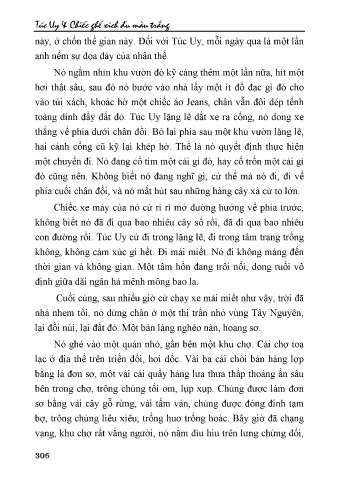 Túc Uy & Chiếc ghế xích đu màu trắng
này, ở chốn thế gian này. Đối với Túc Uy, mỗi ngày qua là một lần
anh nếm sự đọa đày của nhân thế.
Nó ngắm nhìn khu vườn đó kỹ càng thêm một lần nữa, hít một
hơi thật sâu, sau đó nó bước vào nhà lấy một ít đồ đạc gì đó cho
vào túi xách, khoác hờ một chiếc áo Jeans, chân vẫn đôi dép tềnh
toàng dính đầy đất đỏ. Túc Uy lặng lẽ dắt xe ra cổng, nó dong xe
thẳng về phía dưới chân đồi. Bỏ lại phía sau một khu vườn lặng lẽ,
hai cánh cổng cũ kỹ lại khép hờ. Thế là nó quyết định thực hiện
một chuyến đi. Nó đang cố tìm một cái gì đó, hay cố trốn một cái gì
đó cũng nên. Không biết nó đang nghĩ gì, cứ thế mà nó đi, đi về
phía cuối chân đồi, và nó mất hút sau những hàng cây xà cừ to lớn.
Chiếc xe máy của nó cứ rì rì mờ đường hướng về phía trước,
không biết nó đã đi qua bao nhiêu cây số rồi, đã đi qua bao nhiêu
con đường rồi. Túc Uy cứ đi trong lặng lẽ, đi trong tâm trạng trống
không, không cảm xúc gì hết. Đi mải miết. Nó đi không màng đến
thời gian và không gian. Một tâm hồn đang trôi nổi, dong ruổi vô
định giữa dãi ngân hà mênh mông bao la.
Cuối cùng, sau nhiều giờ cứ chạy xe mải miết như vậy, trời đã
nhá nhem tối, nó dừng chân ở một thị trấn nhỏ vùng Tây Nguyên,
lại đồi núi, lại đất đỏ. Một bản làng nghèo nàn, hoang sơ.
Nó ghé vào một quán nhỏ, gần bên một khu chợ. Cái chợ toạ
lạc ở địa thế trên triền đồi, hơi dốc. Vài ba cái chòi bán hàng lợp
bằng lá đơn sơ, một vài cái quầy hàng lưa thưa thấp thoáng ẩn sâu
bên trong chợ, trông chúng tối om, lụp xụp. Chúng được làm đơn
sơ bằng vài cây gỗ rừng, vài tấm ván, chúng được đóng đinh tạm
bợ, trông chúng liêu xiêu, trống huơ trống hoác. Bây giờ đã chạng
vạng, khu chợ rất vắng người, nó nằm dìu hiu trên lưng chừng đồi,
306